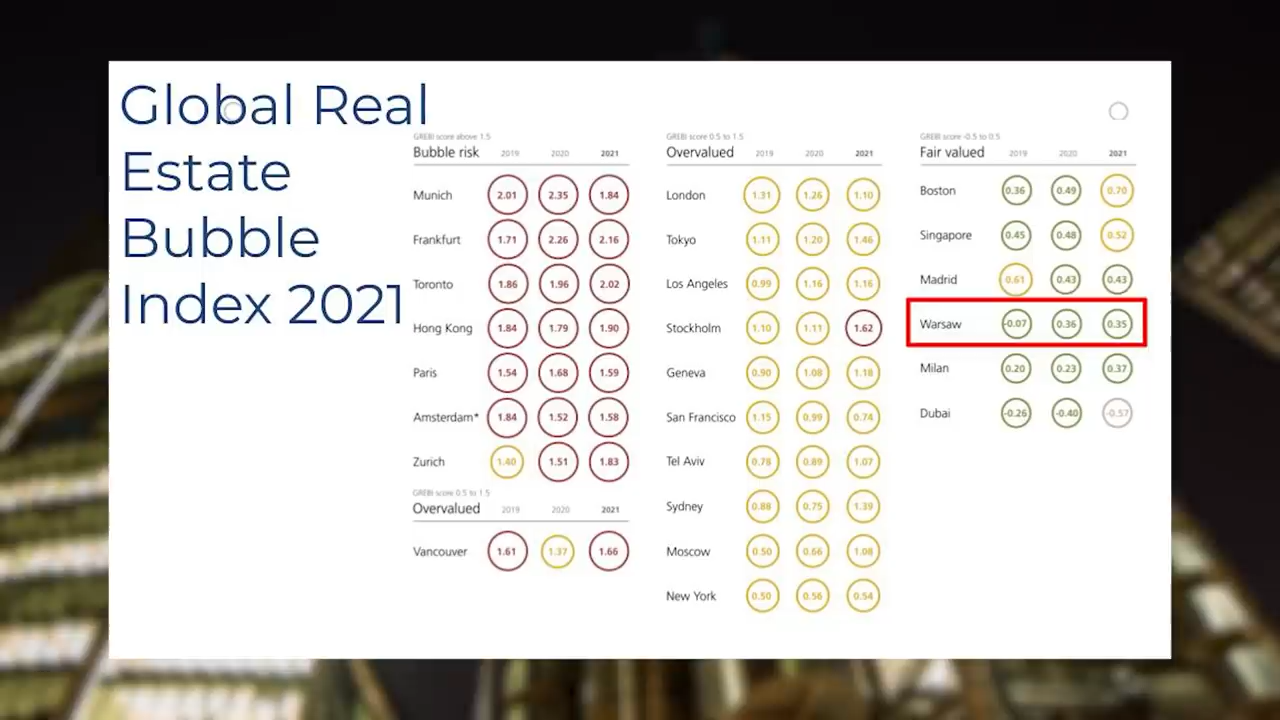 Global Real
Estate
Bubble
Index 2021
GREBI score above 1.5
Bubble risk 2019 2020 2021
Munich 2.01 2.35 1.84
Frankfurt 1.71 2.26 2.16
Toronto 1.86 1.96 2.02
Hong Kong 1.84 1.79 1.90
Paris 1.54 1.68 1.59
Amsterdam* 1.84 1.52 1.58
Zurich 1.40 1.51 1.83
GREBI score 0.5 to 1.5
Overvalued 2019 2020 2021
Vancouver 1.61 1.37 1.66
GREBI score 0.5 to 1.5
Overvalued 2019 2020 2021
London 1.31 1.26 1.10
Tokyo 1.11 1.20 1.46
Los Angeles 0.99 1.16 1.16
Stockholm 1.10 1.11 1.62
Geneva 0.90 1.08 1.18
San Francisco 1.15 0.99 0.74
Tel Aviv 0.78 0.89 1.07
Sydney 0.88 0.75 1.39
Moscow 0.50 0.66 1.08
New York 0.50 0.56 0.54
GREBI score -0.5 to 0.5
Fair valued 2019 2020 2021
Boston 0.36 0.49 0.70
Singapore 0.45 0.48 0.52
Madrid 0.61 0.43 0.43
Warsaw -0.07 0.36 0.35
Milan 0.20 0.23 0.37
Dubai -0.26 -0.40 -0.57